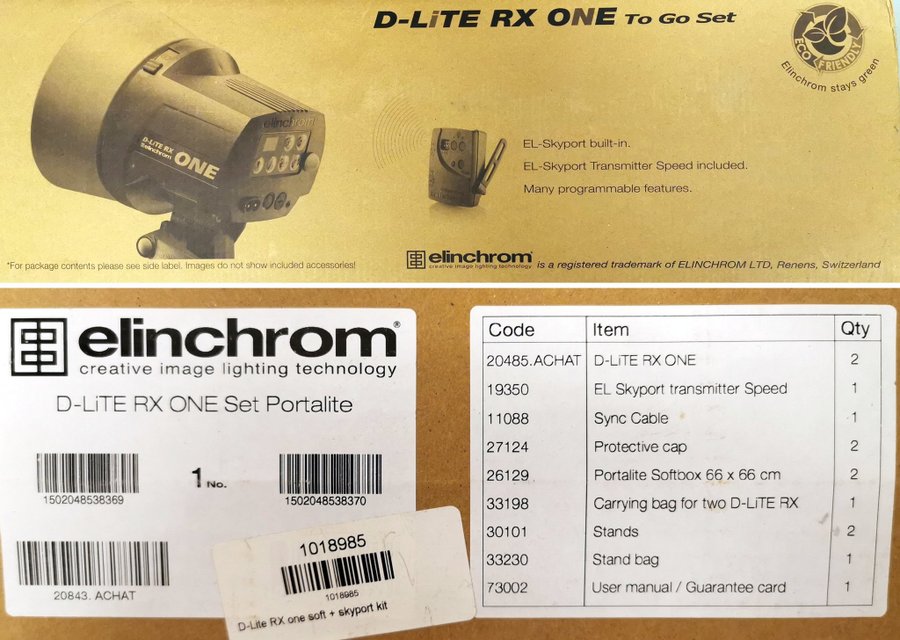 D-LiTE RX ONE To Go Set
ECO FRIENDLY
Elinchrom stays green
elinchrom
D-LiTE RX ONE
elinchrom
EL-Skyport built-in.
EL-Skyport Transmitter Speed included.
Many programmable features.
*For package contents please see side label. Images do not show included accessories!
elinchrom®
creative image lighting technology
is a registered trademark of ELINCHROM LTD, Renens, Switzerland
elinchrom®
creative image lighting technology
D-LiTE RX ONE Set Portalite
1502048538369
1 No.
1502048538370
20843. ACHAT
1018985
1018985
D-Lite RX one soft + skyport kit
Code Item Qty
20485.ACHAT D-LiTE RX ONE 2
19350 EL Skyport transmitter Speed 1
11088 Sync Cable 1
27124 Protective cap 2
26129 Portalite Softbox 66 x 66 cm 2
33198 Carrying bag for two D-LiTE RX 1
30101 Stands 2
33230 Stand bag 1
73002 User manual / Guarantee card 1